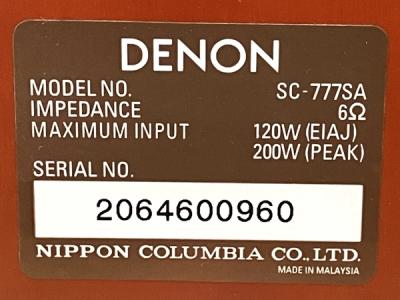 DENON
MODEL NO. SC-777SA
IMPEDANCE 6Ω
MAXIMUM INPUT 120W (EIAJ)
200W (PEAK)
SERIAL NO.
2064600960
NIPPON COLUMBIA CO.,LTD.
MADE IN MALAYSIA